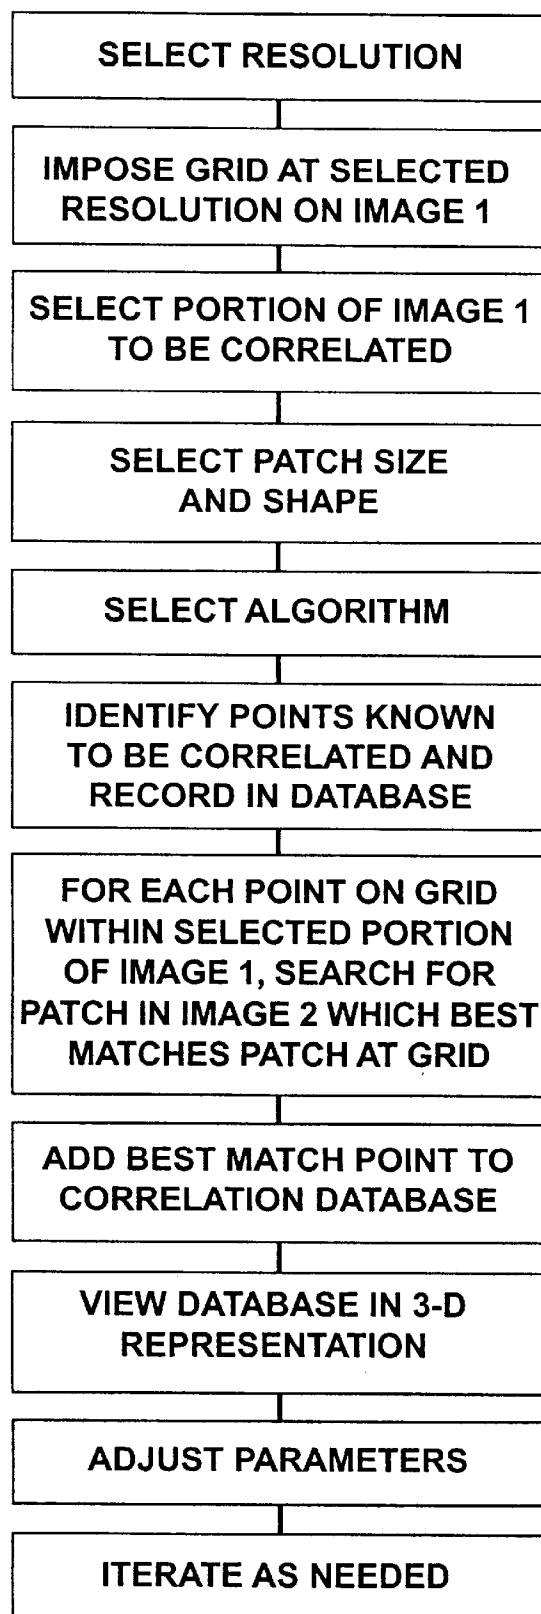 SELECT RESOLUTION
IMPOSE GRID AT SELECTED
RESOLUTION ON IMAGE 1
SELECT PORTION OF IMAGE 1
TO BE CORRELATED
SELECT PATCH SIZE
AND SHAPE
SELECT ALGORITHM
IDENTIFY POINTS KNOWN
TO BE CORRELATED AND
RECORD IN DATABASE
FOR EACH POINT ON GRID
WITHIN SELECTED PORTION
OF IMAGE 1, SEARCH FOR
PATCH IN IMAGE 2 WHICH BEST
MATCHES PATCH AT GRID
ADD BEST MATCH POINT TO
CORRELATION DATABASE
VIEW DATABASE IN 3-D
REPRESENTATION
ADJUST PARAMETERS
ITERATE AS NEEDED